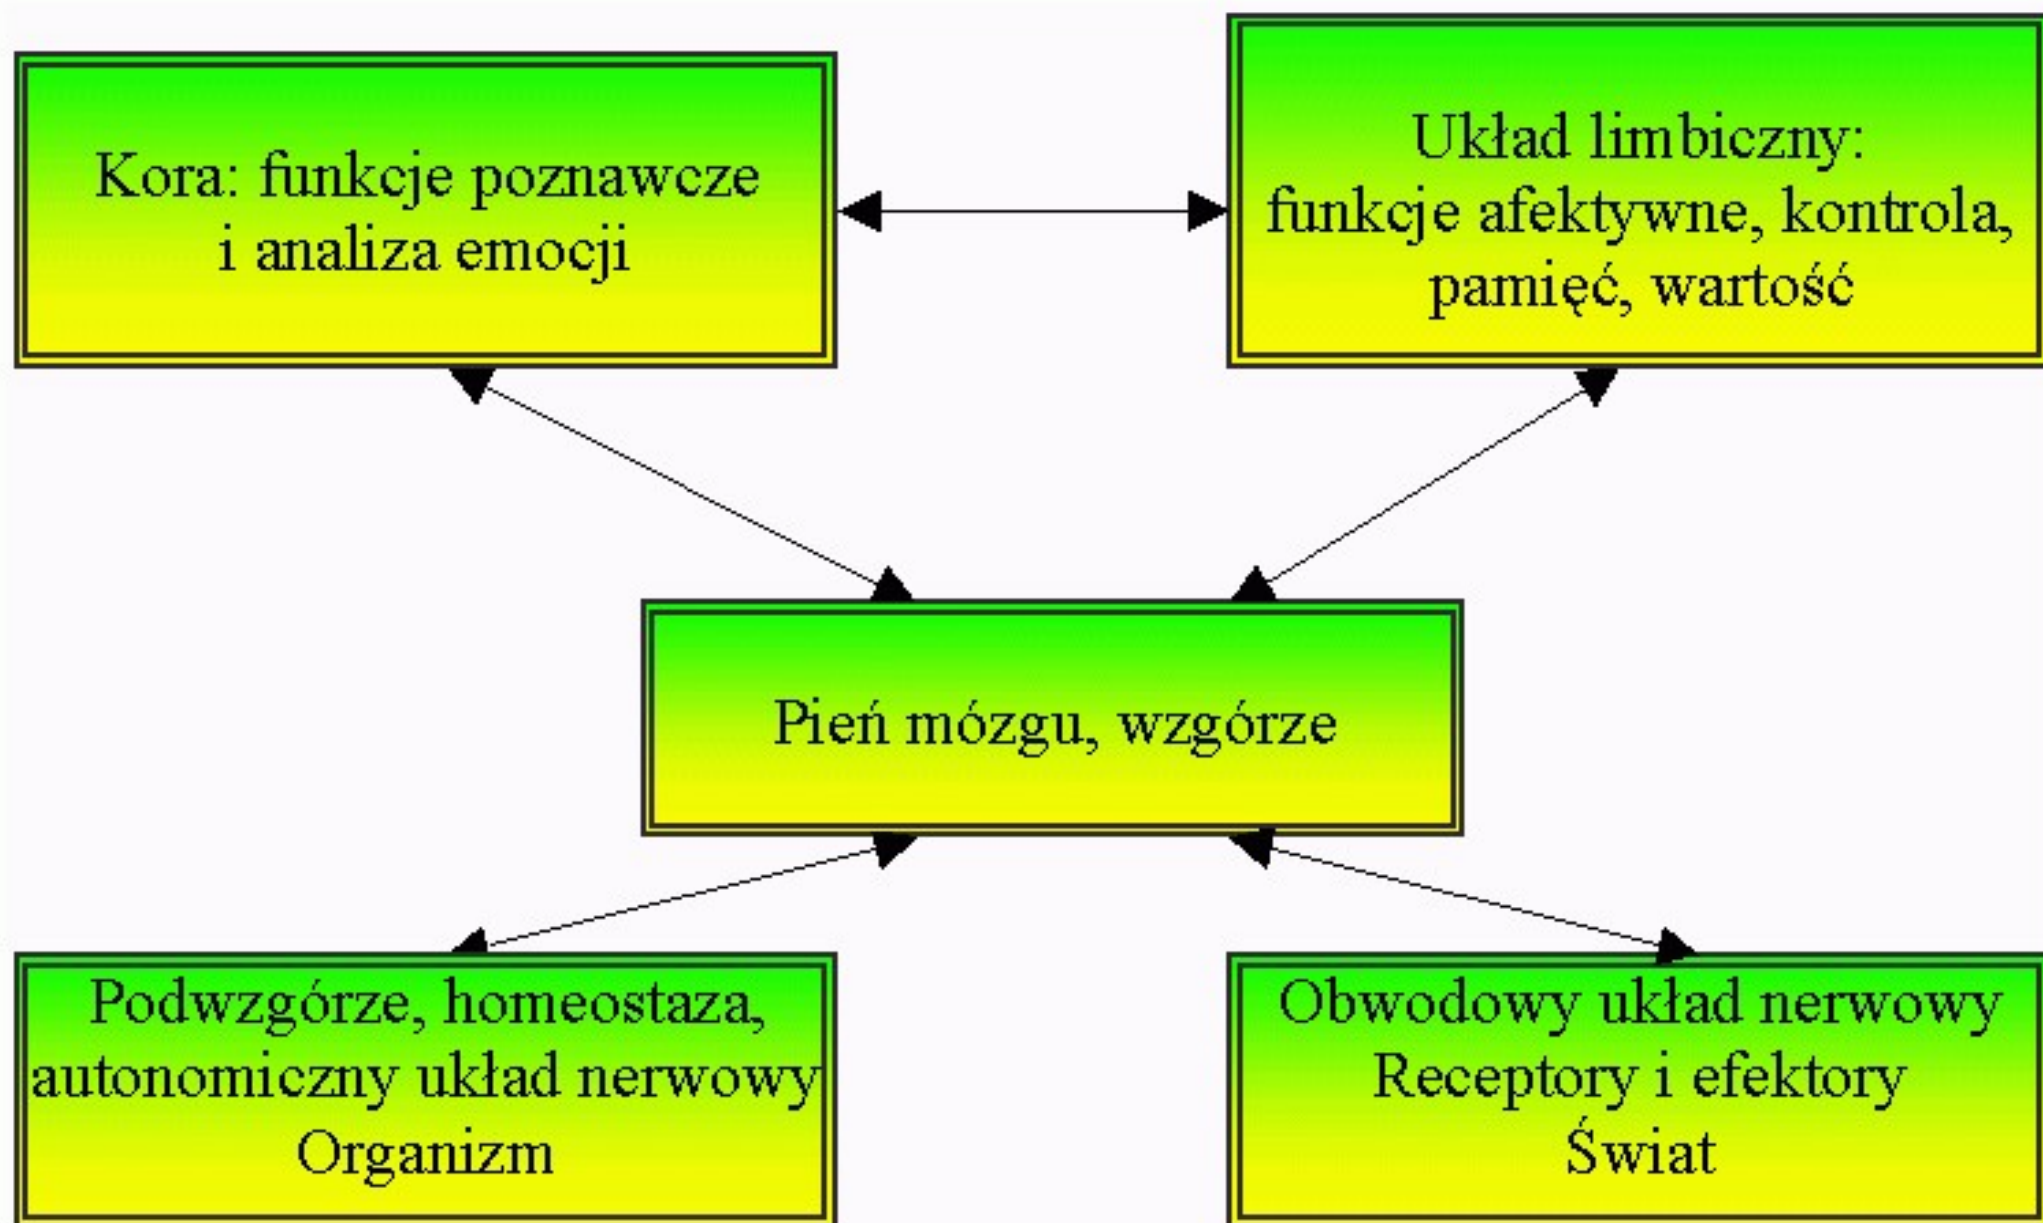 Kora: funkcje poznawcze
i analiza emocji
Układ limbiczny:
funkcje afektywne, kontrola,
pamięć, wartość
Pień mózgu, wzgórze
Podwzgórze, homeostaza,
autonomiczny układ nerwowy
Organizm
Obwodowy układ nerwowy
Receptory i efektory
Świat